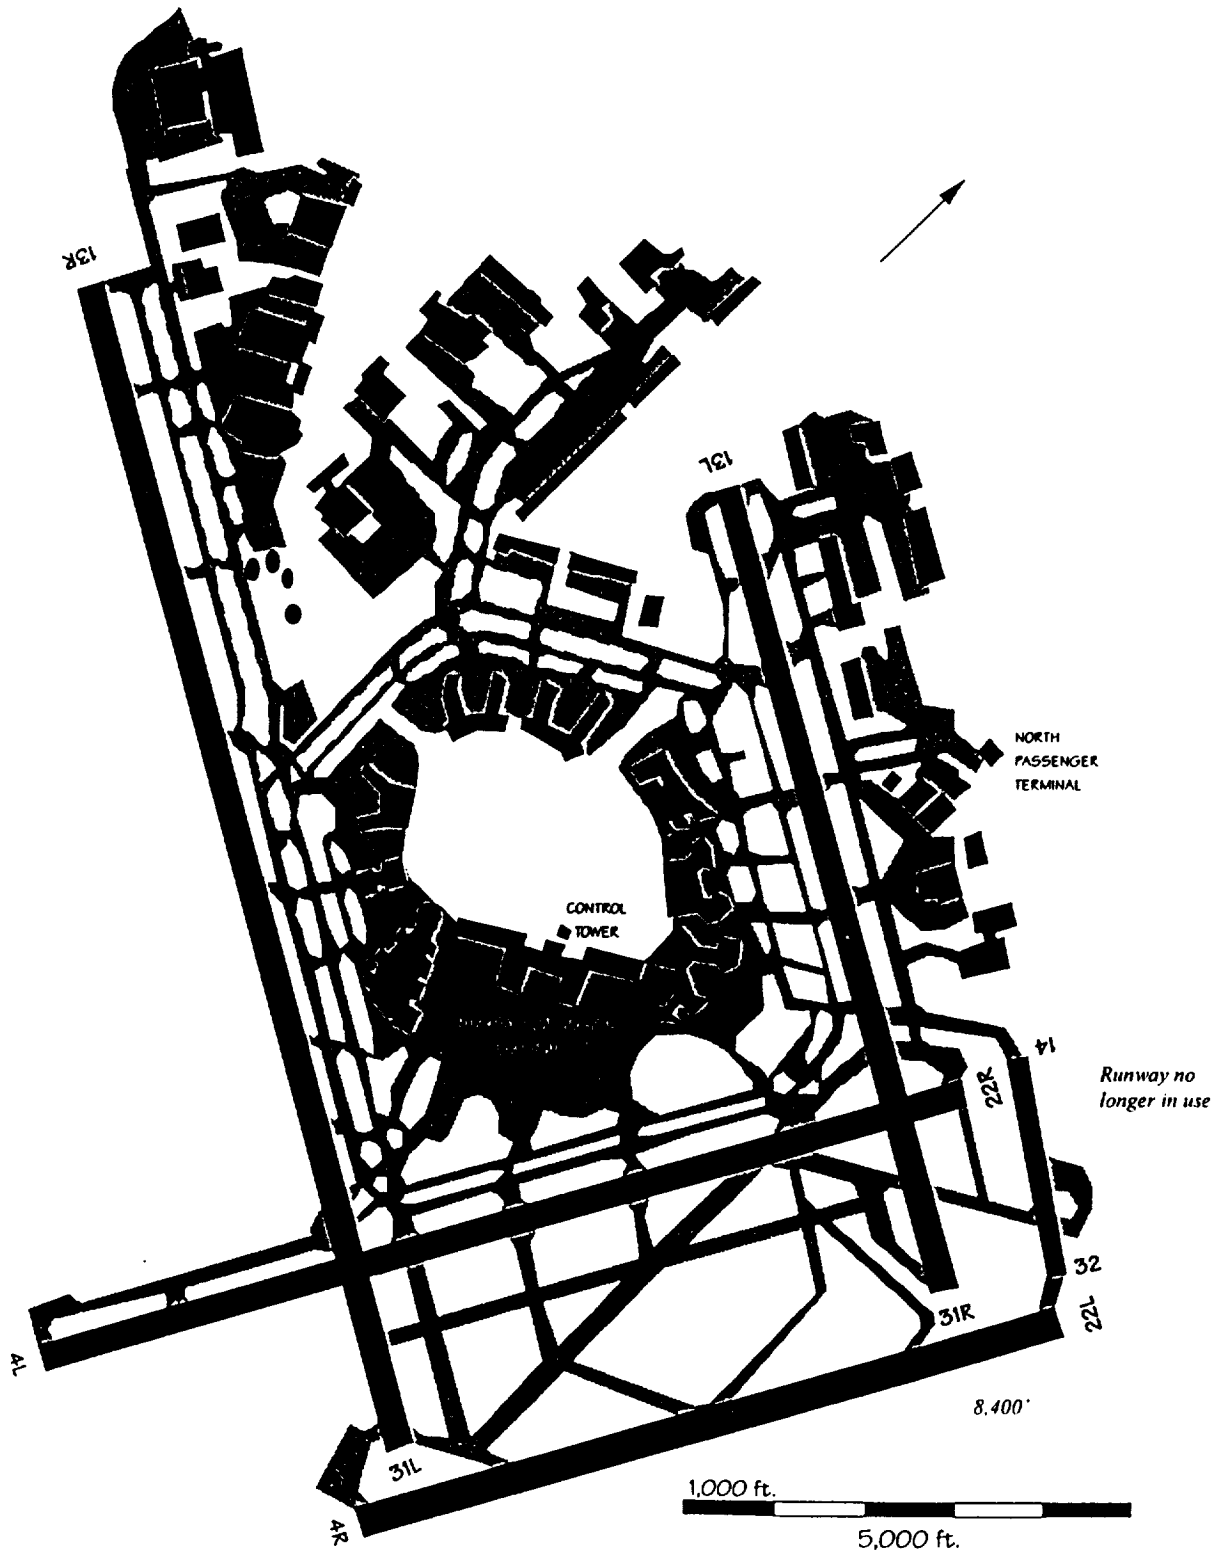 13R
13L
NORTH
PASSENGER
TERMINAL
CONTROL
TOWER
14
Runway no
longer in use
22R
32
31R
22L
4L
8,400'
31L
1,000 ft.
4R
5,000 ft.